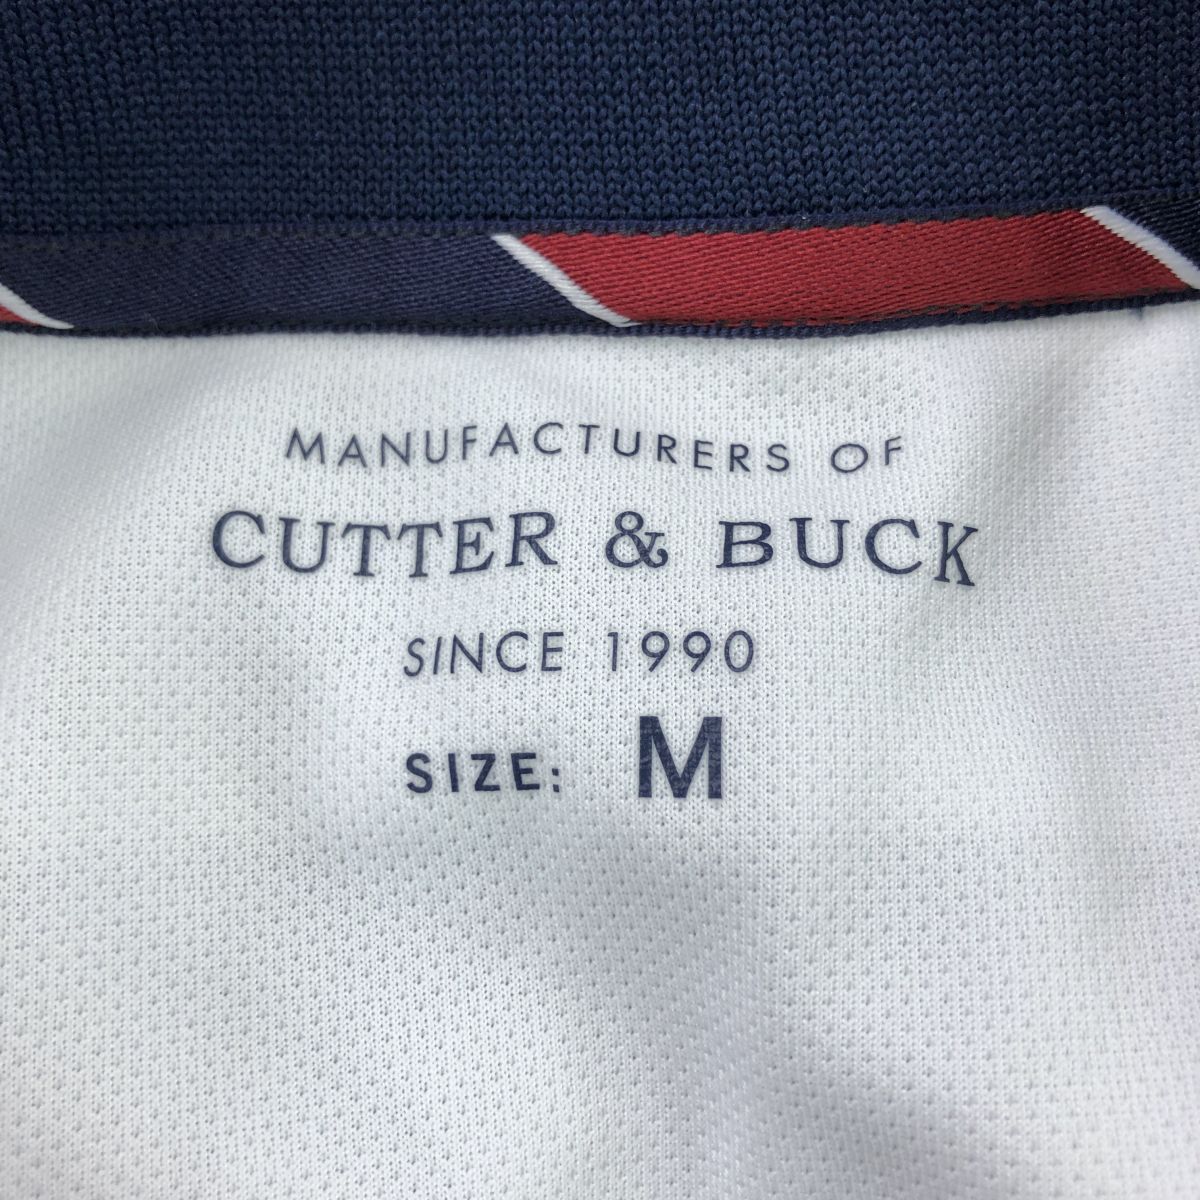 MANUFACTURERS OF
CUTTER & BUCK
SINCE 1990
SIZE: M